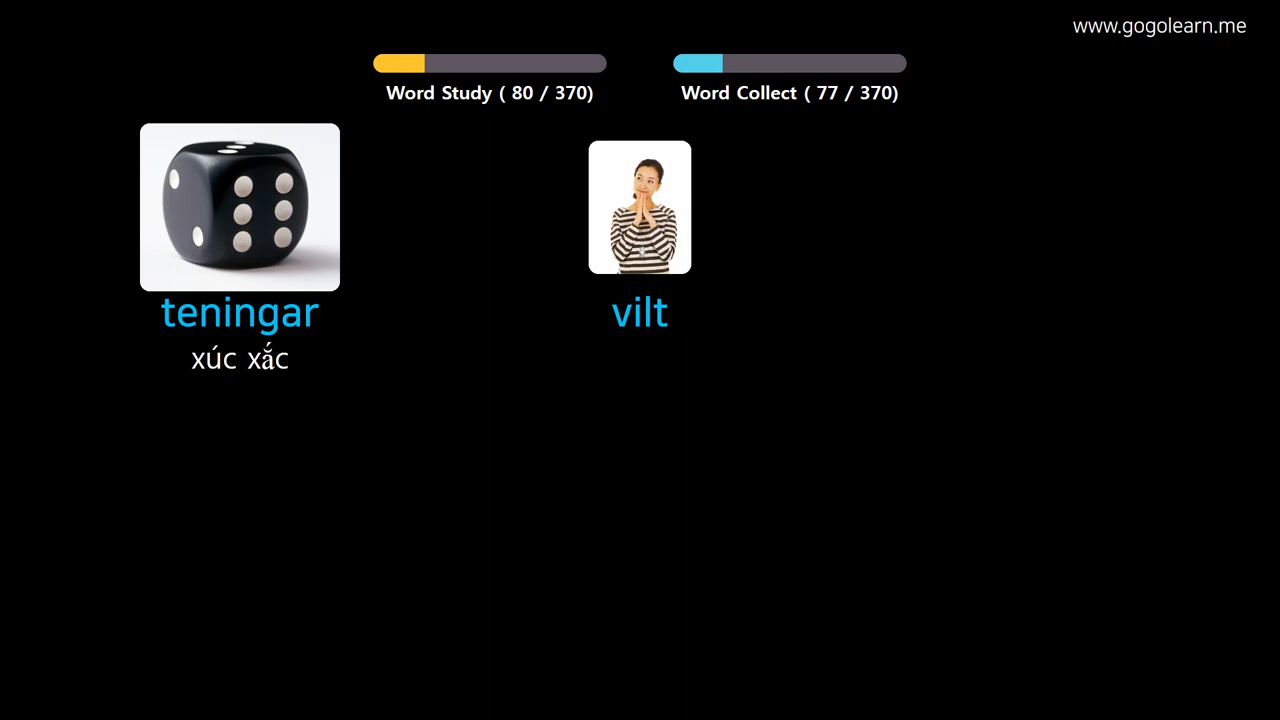 www.gogolearn.me
Word Study ( 80 / 370)
Word Collect ( 77 / 370)
teningar
vilt
xúc xắc